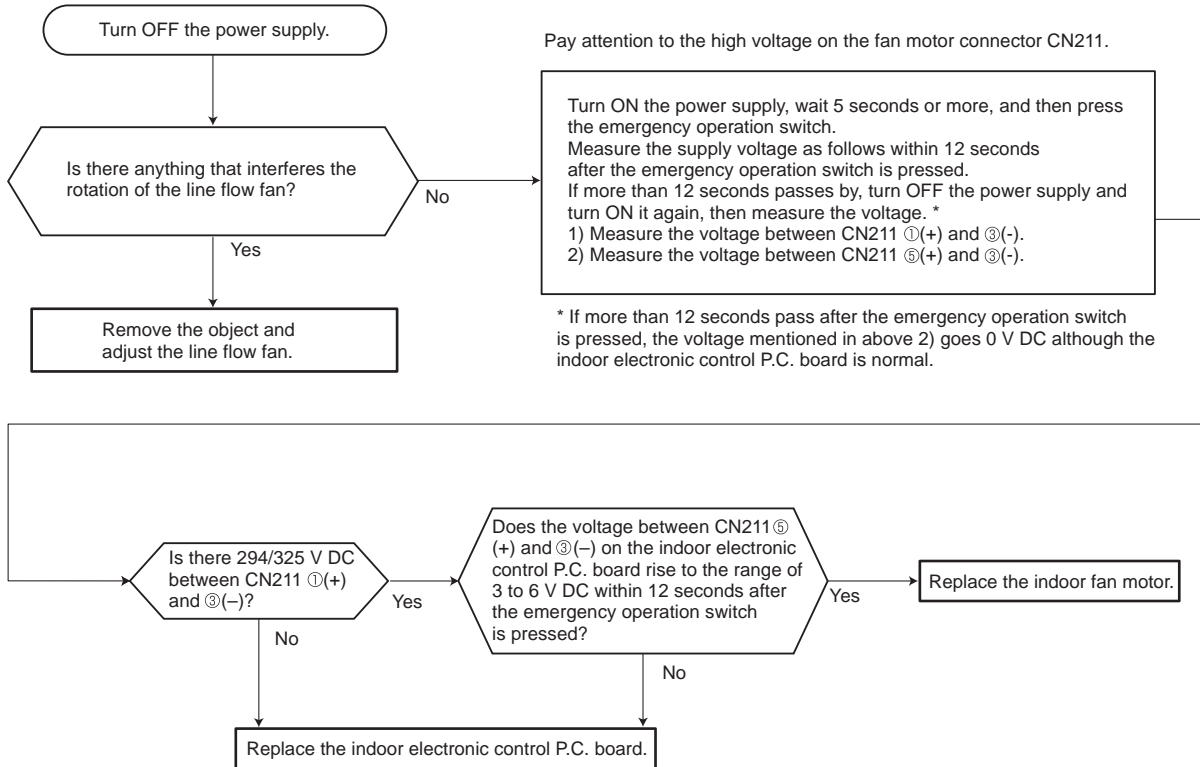 Turn OFF the power supply.
Is there anything that interferes the
rotation of the line flow fan?
No
Yes
Remove the object and
adjust the line flow fan.
Pay attention to the high voltage on the fan motor connector CN211.
Turn ON the power supply, wait 5 seconds or more, and then press
the emergency operation switch.
Measure the supply voltage as follows within 12 seconds
after the emergency operation switch is pressed.
If more than 12 seconds passes by, turn OFF the power supply and
turn ON it again, then measure the voltage. *
1) Measure the voltage between CN211 ①(+) and ③(-).
2) Measure the voltage between CN211 ⑤(+) and ③(-).
* If more than 12 seconds pass after the emergency operation switch
is pressed, the voltage mentioned in above 2) goes 0 V DC although the
indoor electronic control P.C. board is normal.
Is there 294/325 V DC
between CN211 ①(+)
and ③(–)?
Yes
No
Does the voltage between CN211⑤
(+) and ③(–) on the indoor electronic
control P.C. board rise to the range of
3 to 6 V DC within 12 seconds after
the emergency operation switch
is pressed?
Yes
No
Replace the indoor fan motor.
Replace the indoor electronic control P.C. board.